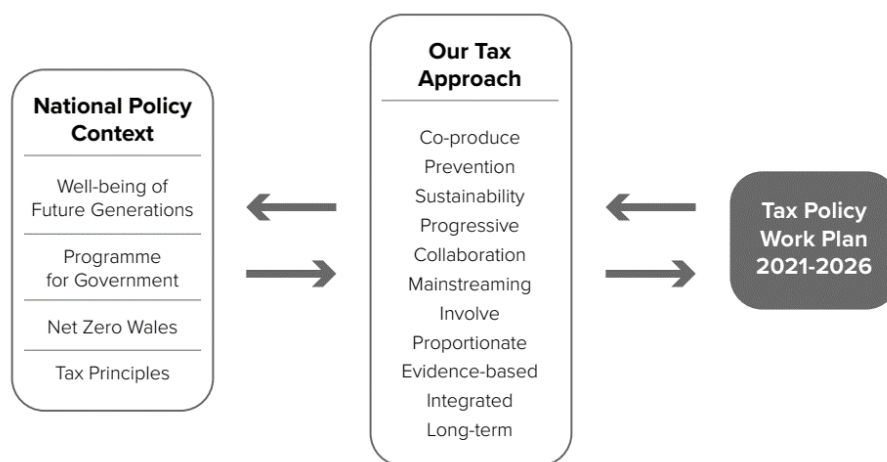 National Policy
Context
Well-being of
Future Generations
Programme
for Government
Net Zero Wales
Tax Principles
Our Tax
Approach
Co-produce
Prevention
Sustainability
Progressive
Collaboration
Mainstreaming
Involve
Proportionate
Evidence-based
Integrated
Long-term
Tax Policy
Work Plan
2021-2026